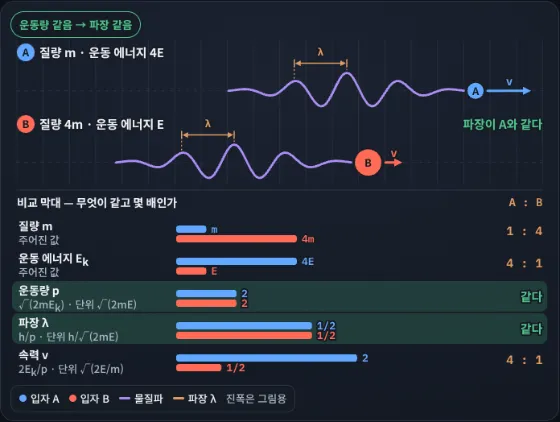 운동량 같음 → 파장 같음
A 질량 m · 운동 에너지 4E
λ
A
v
B 질량 4m · 운동 에너지 E
λ
B
v
파장이 A와 같다
비교 막대 — 무엇이 같고 몇 배인가 A : B
질량 m
주어진 값
m
4m
1 : 4
운동 에너지 Eₖ
주어진 값
4E
E
4 : 1
운동량 p
√(2mEₖ) · 단위 √(2mE)
2
2
같다
파장 λ
h/p · 단위 h/√(2mE)
1/2
1/2
같다
속력 v
2Eₖ/p · 단위 √(2E/m)
2
1/2
4 : 1
입자 A 입자 B 물질파 파장 λ 진폭은 그림용